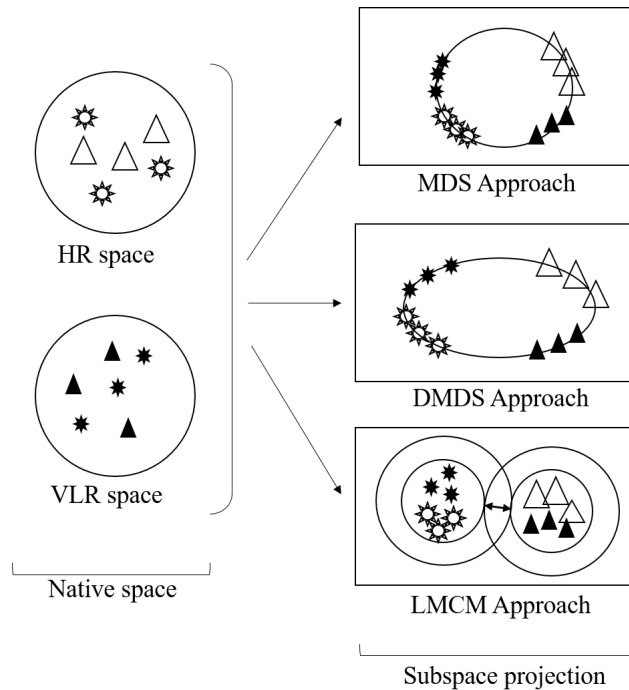 HR space
VLR space
Native space
MDS Approach
DMDS Approach
LMCM Approach
Subspace projection